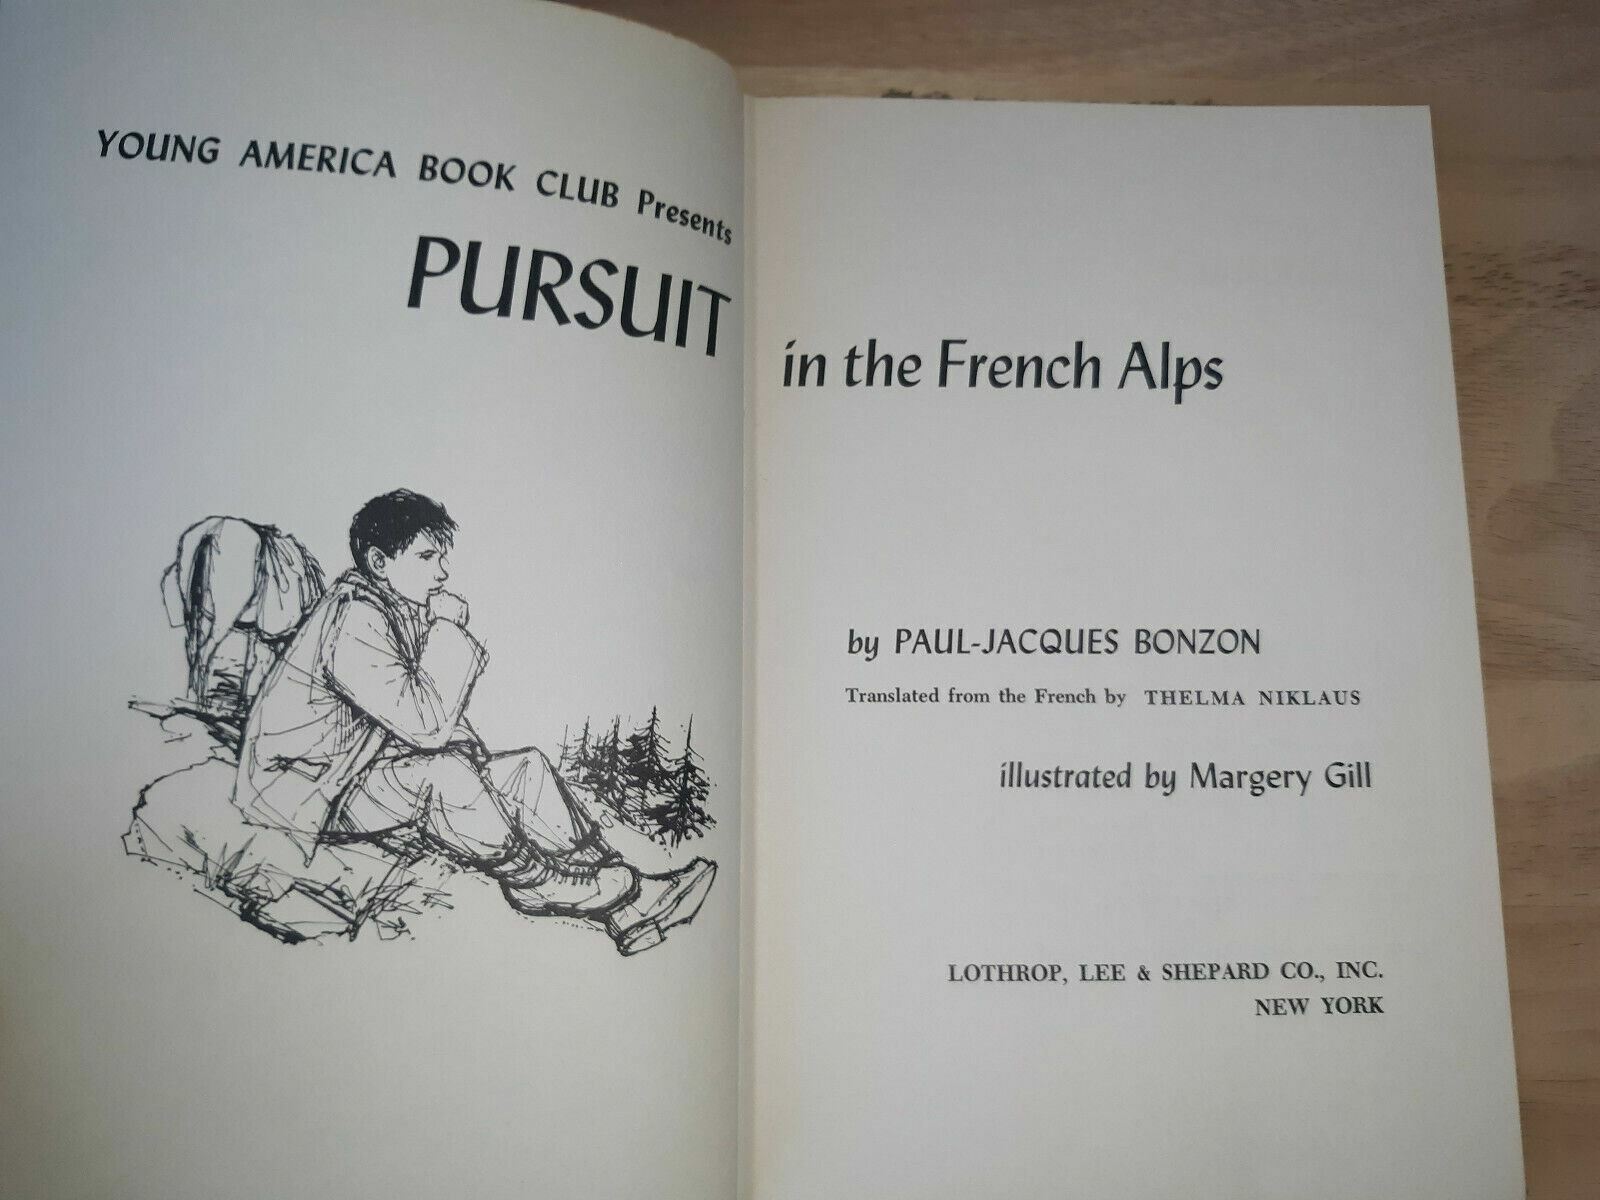 YOUNG AMERICA BOOK CLUB Presents
PURSUIT
in the French Alps
by PAUL-JACQUES BONZON
Translated from the French by THELMA NIKLAUS
illustrated by Margery Gill
LOTHROP, LEE & SHEPARD CO., INC.
NEW YORK